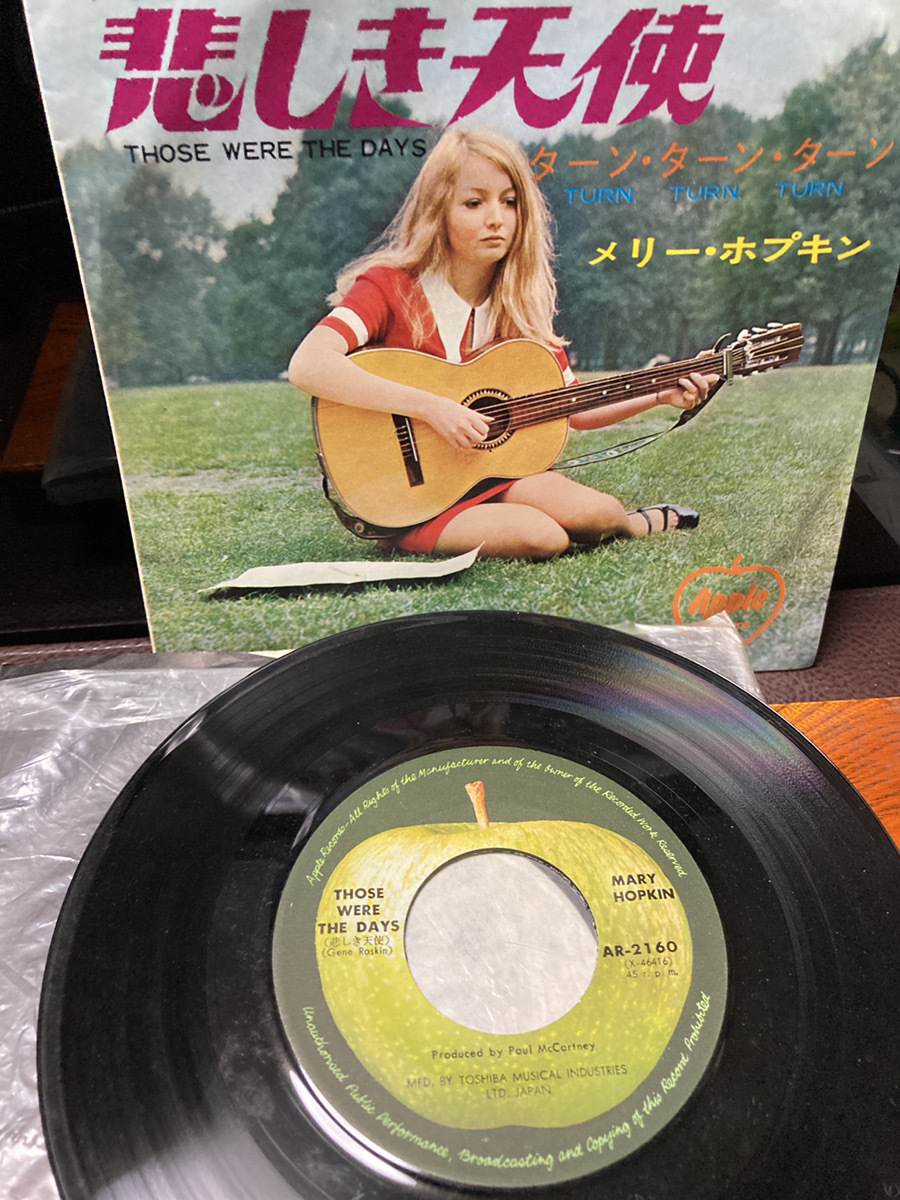 悲しき天使
THOSE WERE THE DAYS
ターン・ターン・ターン
TURN, TURN, TURN
メリー・ホプキン
Apple
Apple Records–All Rights of the Manufacturer and of the Owner of the Recorded Work Reserved
THOSE
WERE
THE DAYS
(悲しき天使)
(Gene Raskin)
MARY
HOPKIN
AR-2160
(X-46416)
45 r. p. m.
Produced by Paul McCartney
MFD. BY TOSHIBA MUSICAL INDUSTRIES
LTD. JAPAN
Unauthorised Public Performance, Broadcasting and Copying of this Record Prohibited